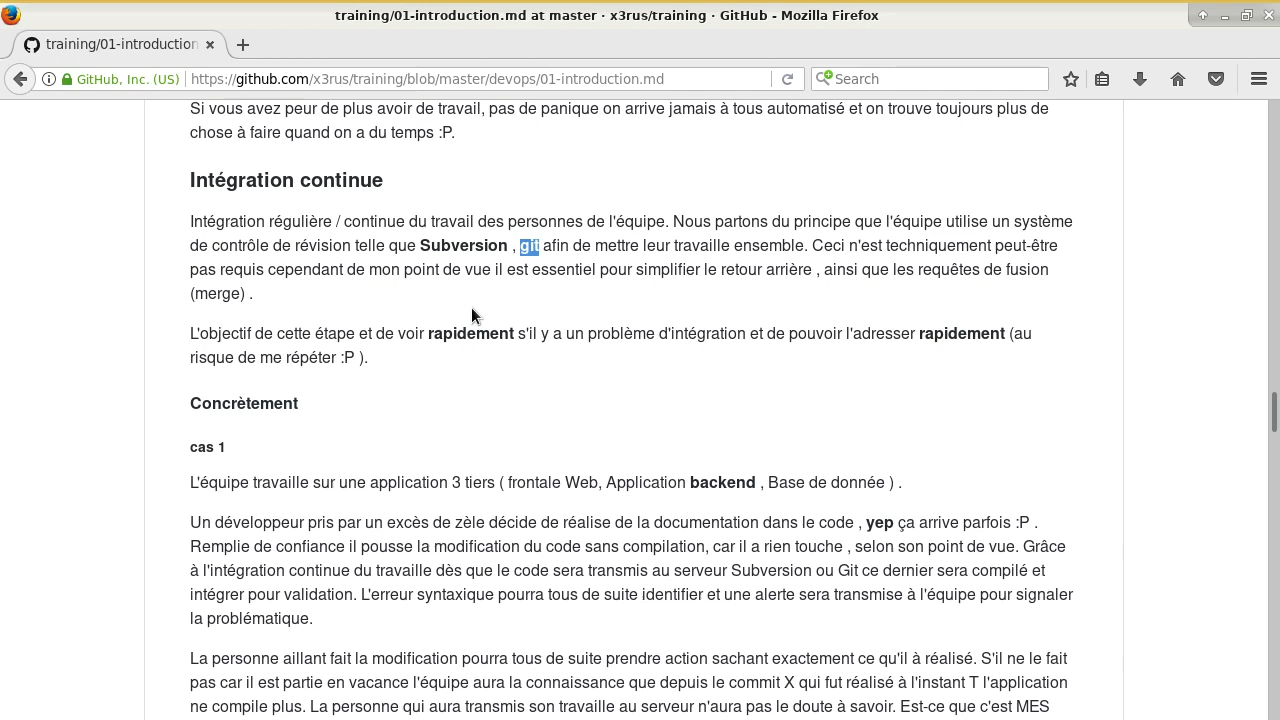 training/01-introduction.md at master · x3rus/training · GitHub - Mozilla Firefox
training/01-introduction
GitHub, Inc. (US)
https://github.com/x3rus/training/blob/master/devops/01-introduction.md
Search
Si vous avez peur de plus avoir de travail, pas de panique on arrive jamais à tous automatisé et on trouve toujours plus de
chose à faire quand on a du temps :P.
Intégration continue
Intégration régulière / continue du travail des personnes de l'équipe. Nous partons du principe que l'équipe utilise un système
de contrôle de révision telle que Subversion , git afin de mettre leur travaille ensemble. Ceci n'est techniquement peut-être
pas requis cependant de mon point de vue il est essentiel pour simplifier le retour arrière , ainsi que les requêtes de fusion
(merge) .
L'objectif de cette étape et de voir rapidement s'il y a un problème d'intégration et de pouvoir l'adresser rapidement (au
risque de me répéter :P ).
Concrètement
cas 1
L'équipe travaille sur une application 3 tiers ( frontale Web, Application backend , Base de donnée ) .
Un développeur pris par un excès de zèle décide de réalise de la documentation dans le code , yep ça arrive parfois :P .
Remplie de confiance il pousse la modification du code sans compilation, car il a rien touche , selon son point de vue. Grâce
à l'intégration continue du travaille dès que le code sera transmis au serveur Subversion ou Git ce dernier sera compilé et
intégrer pour validation. L'erreur syntaxique pourra tous de suite identifier et une alerte sera transmise à l'équipe pour signaler
la problématique.
La personne aillant fait la modification pourra tous de suite prendre action sachant exactement ce qu'il à réalisé. S'il ne le fait
pas car il est partie en vacance l'équipe aura la connaissance que depuis le commit X qui fut réalisé à l'instant T l'application
ne compile plus. La personne qui aura transmis son travaille au serveur n'aura pas le doute à savoir. Est-ce que c'est MES